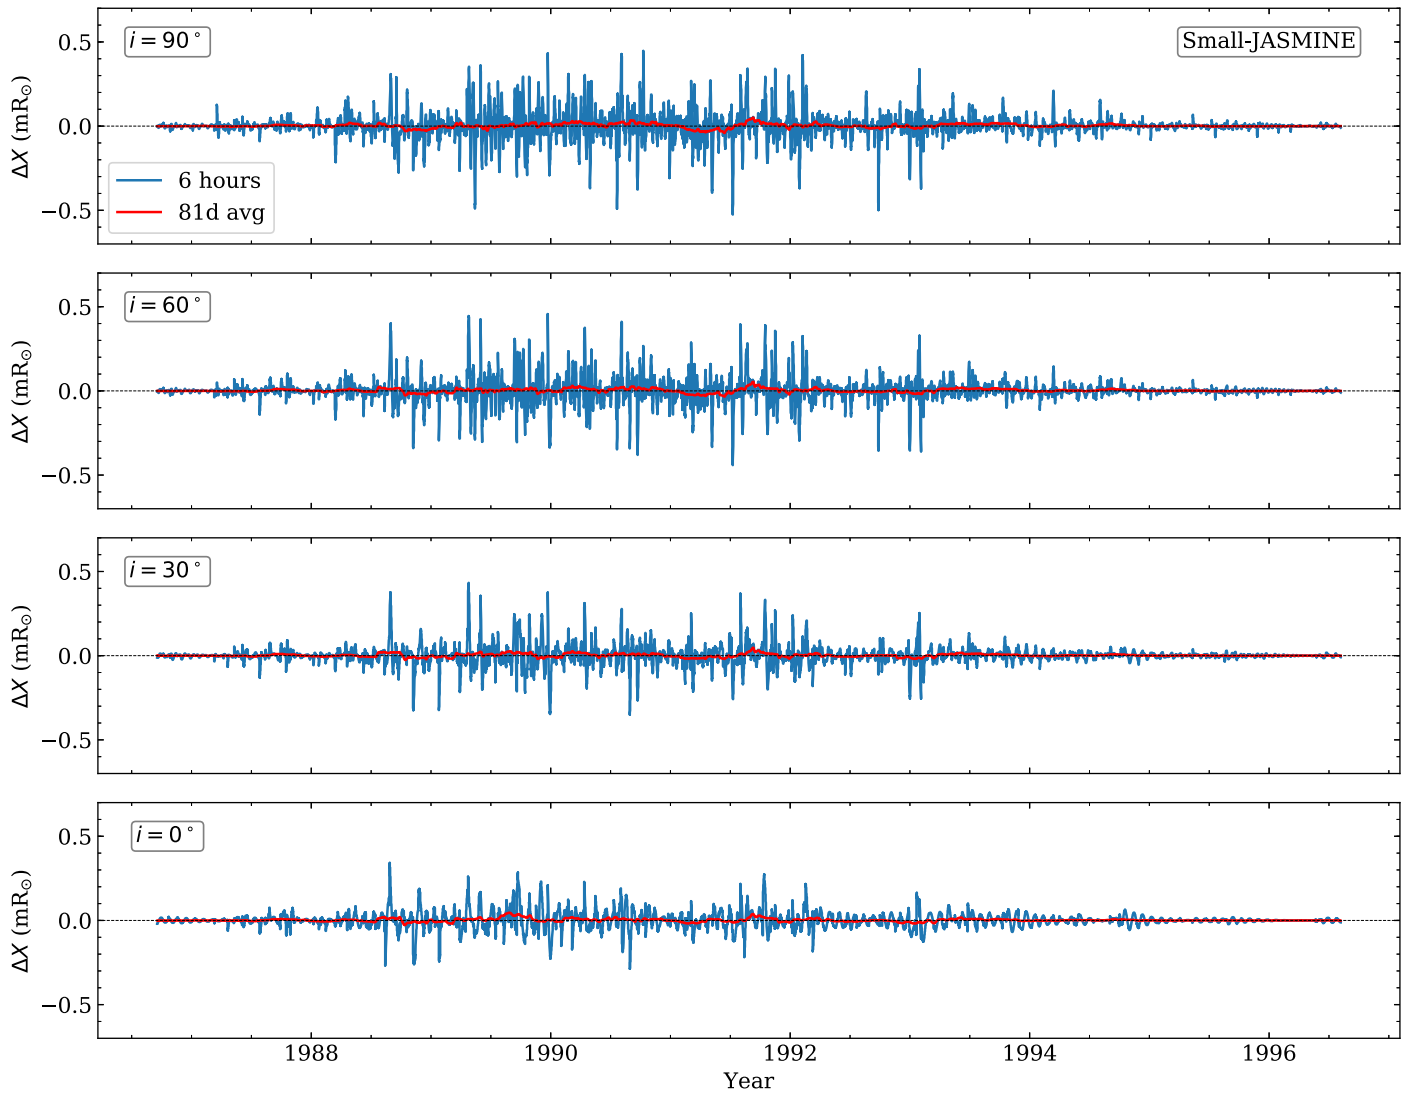 i = 90°
Small-JASMINE
0.5
0.0
−0.5
ΔX (mR☉)
6 hours
81d avg
i = 60°
0.5
0.0
−0.5
ΔX (mR☉)
i = 30°
0.5
0.0
−0.5
ΔX (mR☉)
i = 0°
0.5
0.0
−0.5
ΔX (mR☉)
1988 1990 1992 1994 1996
Year